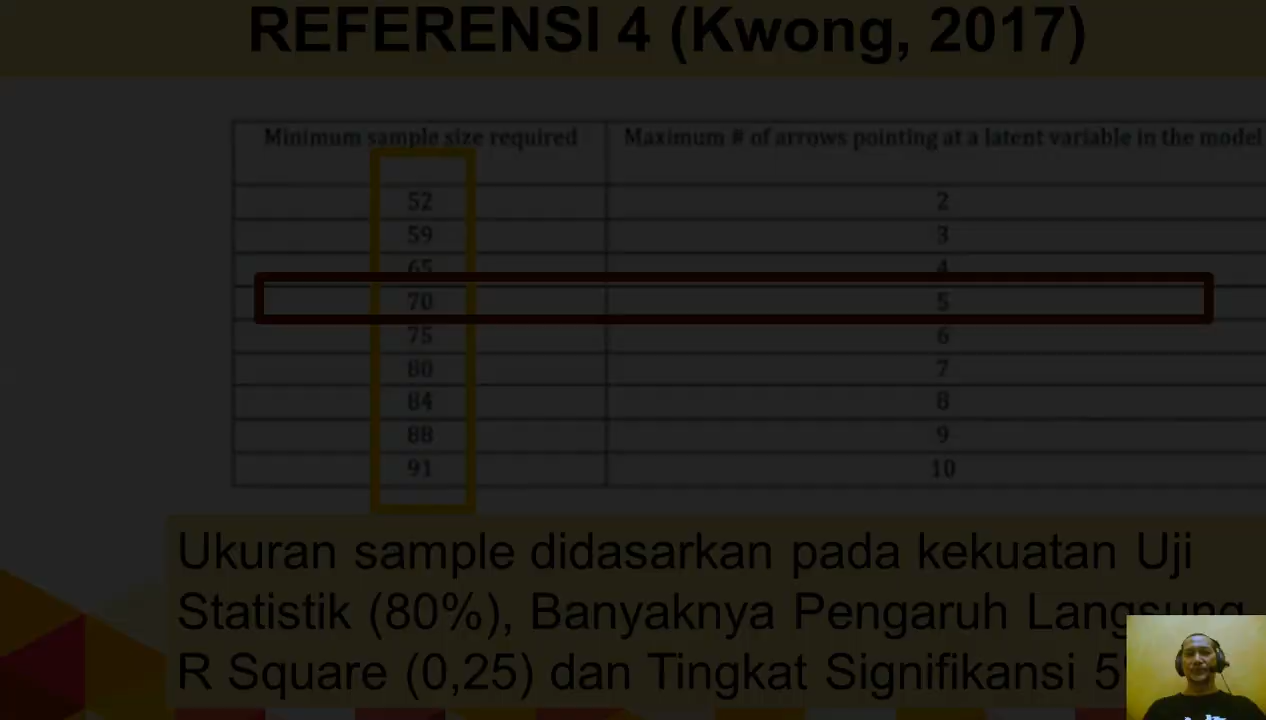 REFERENSI 4 (Kwong, 2017)
Minimum sample size required Maximum # of arrows pointing at a latent variable in the model
52 2
59 3
65 4
70 5
75 6
80 7
84 8
88 9
91 10
Ukuran sample didasarkan pada kekuatan Uji
Statistik (80%), Banyaknya Pengaruh Langsung
R Square (0,25) dan Tingkat Signifikansi